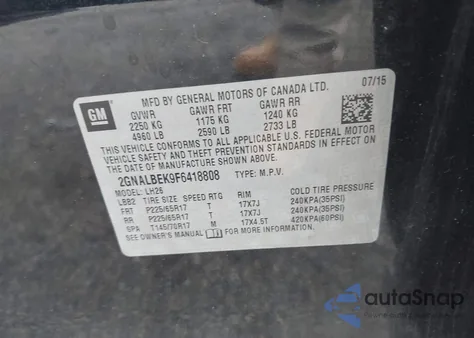 GM
MFD BY GENERAL MOTORS OF CANADA LTD. 07/15
GVWR GAWR FRT GAWR RR
2250 KG 1175 KG 1240 KG
4960 LB 2590 LB 2733 LB
THIS VEHICLE CONFORMS TO ALL APPLICABLE U.S. FEDERAL MOTOR
VEHICLE SAFETY AND THEFT PREVENTION STANDARDS IN EFFECT ON
THE DATE OF MANUFACTURE SHOWN ABOVE.
2GNALBEK9F6418808 TYPE: M.P.V.
MODEL: LH26
LBB2 TIRE SIZE SPEED RTG RIM COLD TIRE PRESSURE
FRT P225/65R17 T 17X7J 240KPA(35PSI)
RR P225/65R17 T 17X7J 240KPA(35PSI)
SPA T145/70R17 M 17X4.5T 420KPA(60PSI)
SEE OWNER'S MANUAL FOR ADDITIONAL INFORMATION.
autoSnap